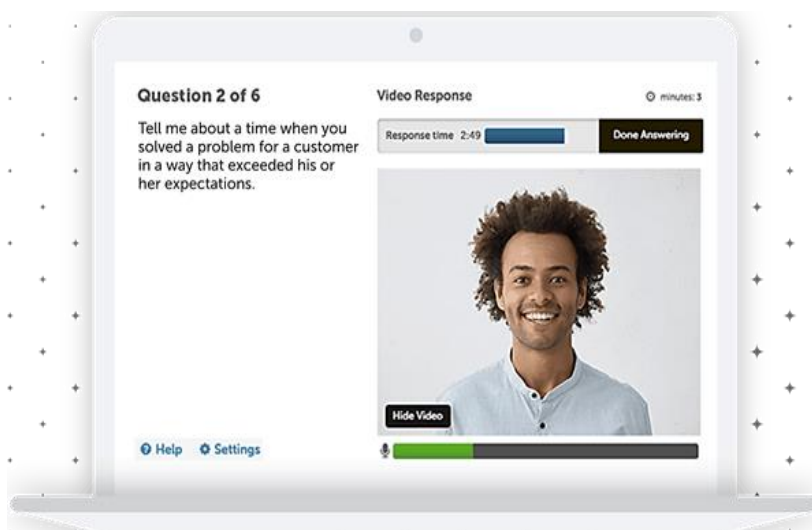 Question 2 of 6
Tell me about a time when you
solved a problem for a customer
in a way that exceeded his or
her expectations.
Help Settings
Video Response
minutes: 3
Response time 2:49
Done Answering
Hide Video